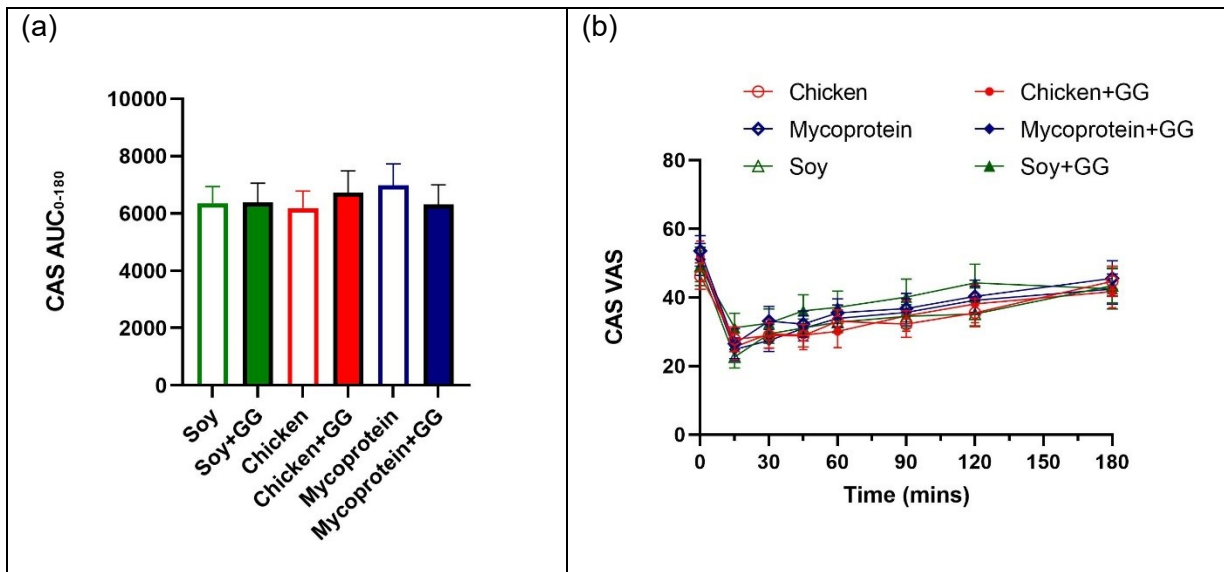 (a)
10000
8000
6000
4000
2000
0
CAS AUC₀₋₁₈₀
Soy
Soy+GG
Chicken
Chicken+GG
Mycoprotein
Mycoprotein+GG
(b)
Chicken Chicken+GG
Mycoprotein Mycoprotein+GG
Soy Soy+GG
80
60
40
20
0
CAS VAS
0 30 60 90 120 150 180
Time (mins)